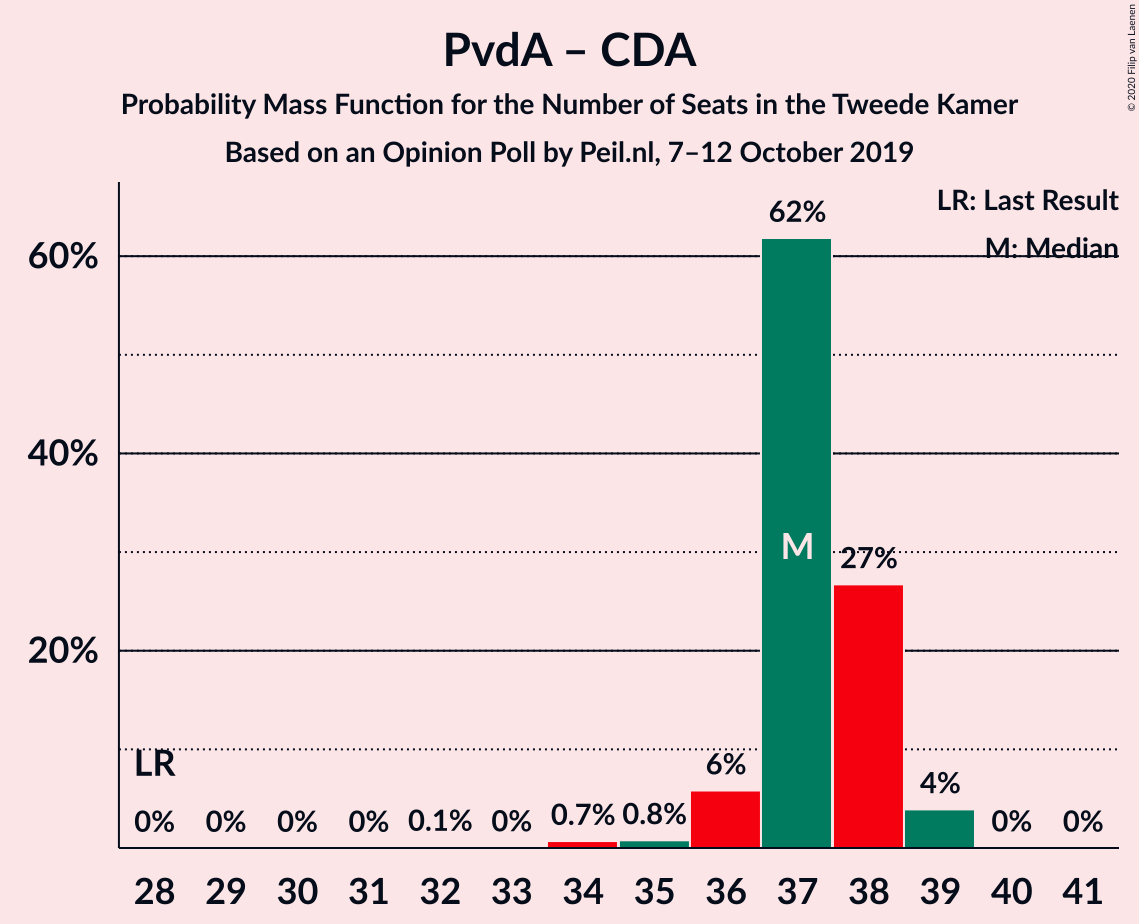 PvdA – CDA
Probability Mass Function for the Number of Seats in the Tweede Kamer
Based on an Opinion Poll by Peil.nl, 7–12 October 2019
© 2020 Filip van Laenen
LR: Last Result
M: Median
60%
40%
20%
LR
M
0%
0%
0%
0%
0.1%
0%
0.7%
0.8%
6%
62%
27%
4%
0%
0%
28 29 30 31 32 33 34 35 36 37 38 39 40 41